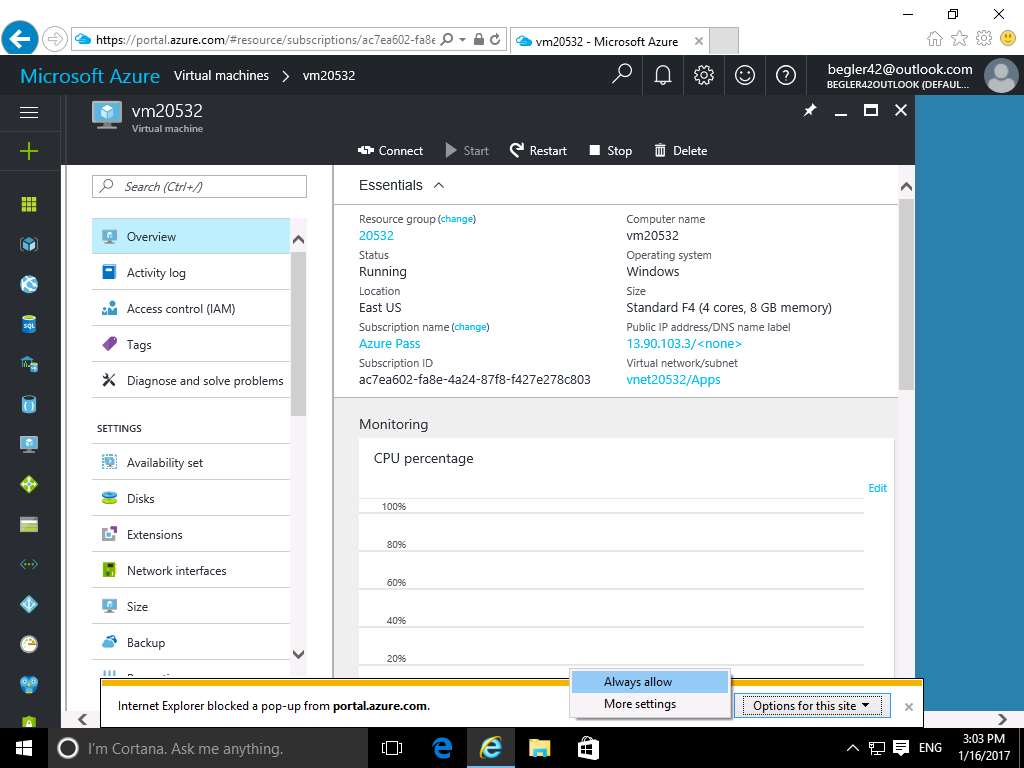 https://portal.azure.com/#resource/subscriptions/ac7ea602-fa8e
vm20532 - Microsoft Azure
Microsoft Azure Virtual machines > vm20532
begler42@outlook.com
BEGLER42OUTLOOK (DEFAUL...
vm20532
Virtual machine
Connect Start Restart Stop Delete
Search (Ctrl+/)
Overview
Activity log
Access control (IAM)
Tags
Diagnose and solve problems
SETTINGS
Availability set
Disks
Extensions
Network interfaces
Size
Backup
Essentials
Resource group (change)
20532
Status
Running
Location
East US
Subscription name (change)
Azure Pass
Subscription ID
ac7ea602-fa8e-4a24-87f8-f427e278c803
Computer name
vm20532
Operating system
Windows
Size
Standard F4 (4 cores, 8 GB memory)
Public IP address/DNS name label
13.90.103.3/<none>
Virtual network/subnet
vnet20532/Apps
Monitoring
CPU percentage
Edit
100%
80%
60%
40%
20%
Always allow
More settings
Internet Explorer blocked a pop-up from portal.azure.com.
Options for this site
I'm Cortana. Ask me anything.
ENG
3:03 PM
1/16/2017